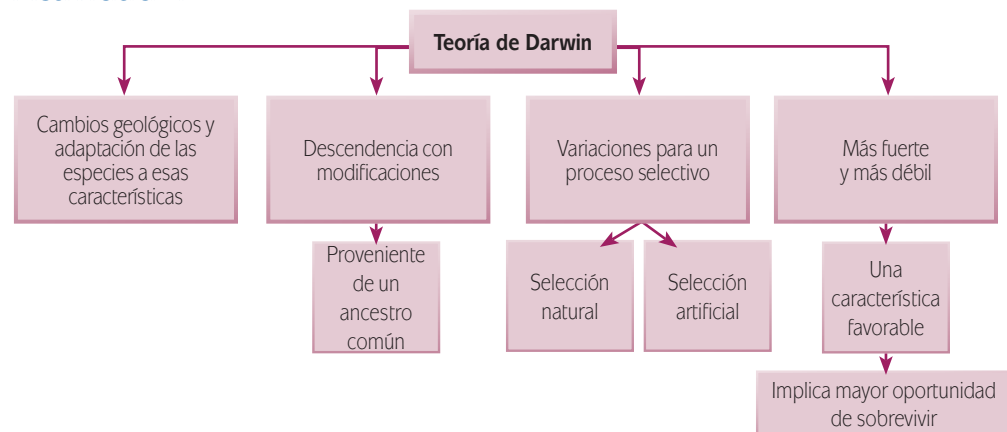 Teoría de Darwin
Cambios geológicos y
adaptación de las
especies a esas
características
Descendencia con
modificaciones
Variaciones para un
proceso selectivo
Más fuerte
y más débil
Proveniente
de un
ancestro
común
Selección
natural
Selección
artificial
Una
característica
favorable
Implica mayor oportunidad
de sobrevivir